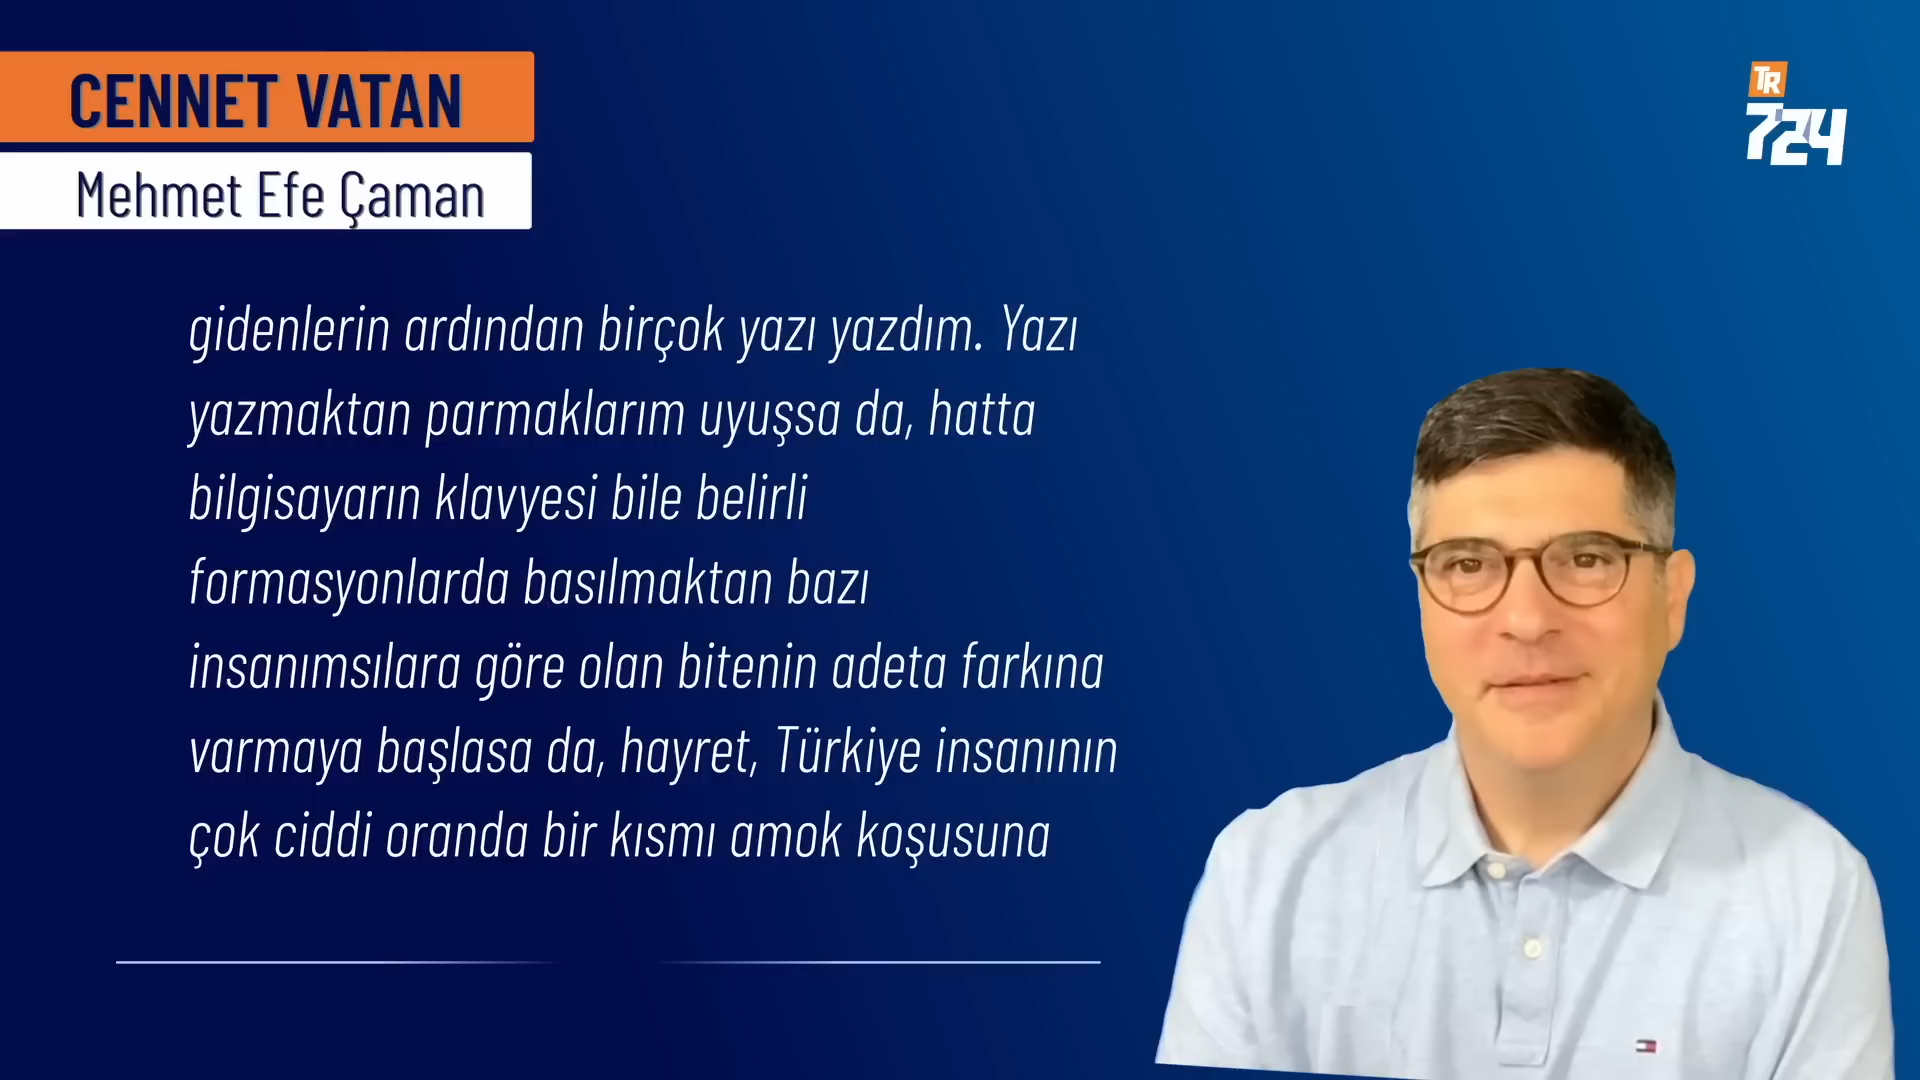 CENNET VATAN
Mehmet Efe Çaman
TR
724
gidenlerin ardından birçok yazı yazdım. Yazı
yazmaktan parmaklarım uyuşsa da, hatta
bilgisayarın klavyesi bile belirli
formasyonlarda basılmaktan bazı
insanımsılara göre olan bitenin adeta farkına
varmaya başlasa da, hayret, Türkiye insanının
çok ciddi oranda bir kısmı amok koşusuna